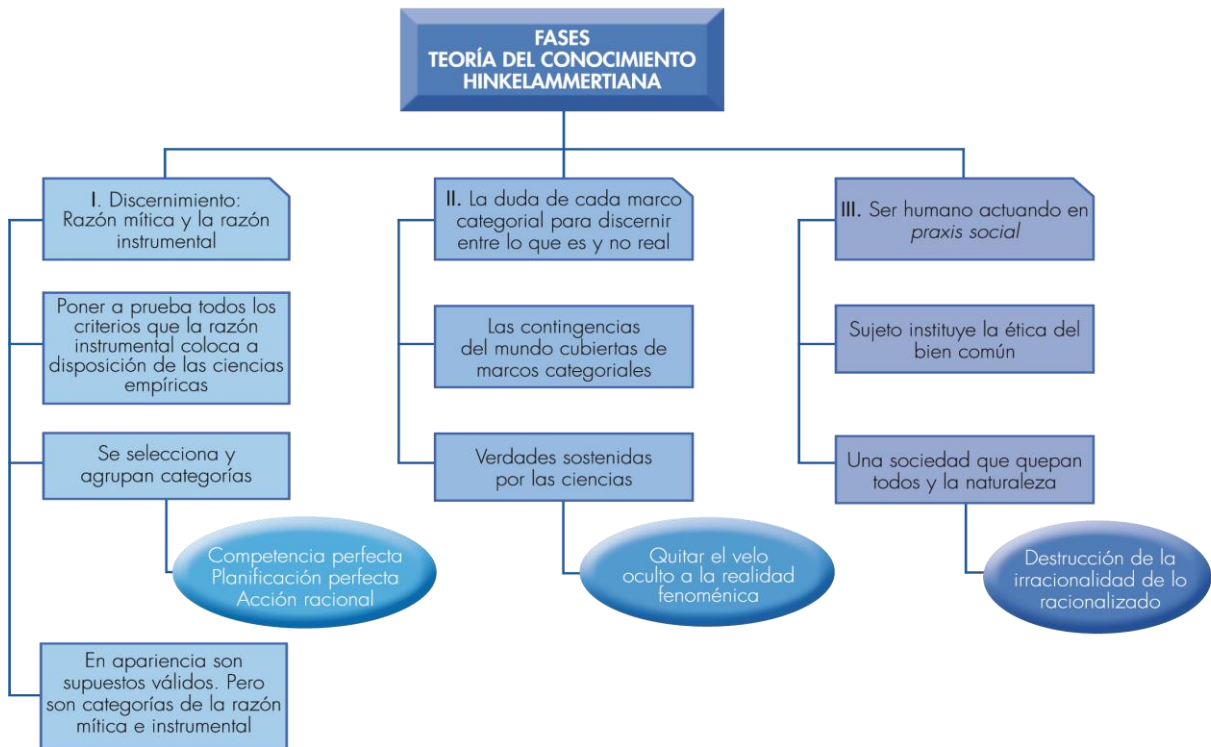 FASES
TEORÍA DEL CONOCIMIENTO
HINKELAMMERTIANA
I. Discernimiento:
Razón mítica y la razón
instrumental
Poner a prueba todos los
criterios que la razón
instrumental coloca a
disposición de las ciencias
empíricas
Se selecciona y
agrupan categorías
Competencia perfecta
Planificación perfecta
Acción racional
En apariencia son
supuestos válidos. Pero
son categorías de la razón
mítica e instrumental
II. La duda de cada marco
categorial para discernir
entre lo que es y no real
Las contingencias
del mundo cubiertas de
marcos categoriales
Verdades sostenidas
por las ciencias
Quitar el velo
oculto a la realidad
fenoménica
III. Ser humano actuando en
praxis social
Sujeto instituye la ética del
bien común
Una sociedad que quepan
todos y la naturaleza
Destrucción de la
irracionalidad de lo
racionalizado